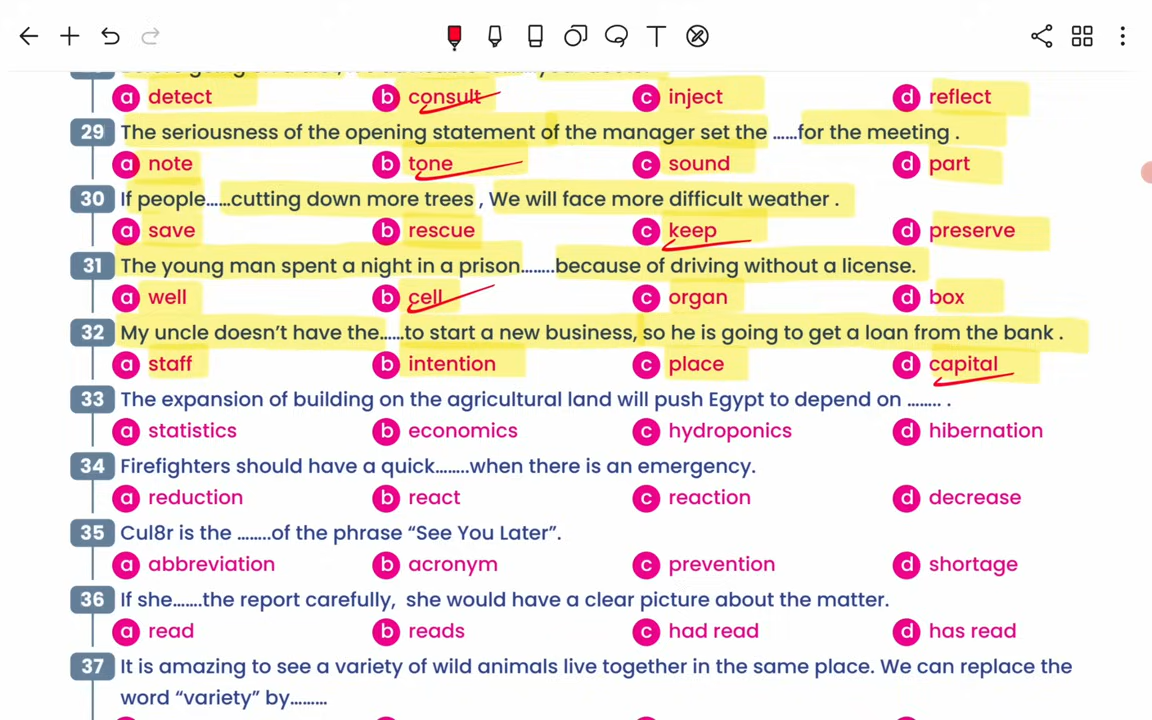 a detect b consult c inject d reflect
29 The seriousness of the opening statement of the manager set the ......for the meeting .
a note b tone c sound d part
30 If people......cutting down more trees , We will face more difficult weather .
a save b rescue c keep d preserve
31 The young man spent a night in a prison........because of driving without a license.
a well b cell c organ d box
32 My uncle doesn't have the......to start a new business, so he is going to get a loan from the bank .
a staff b intention c place d capital
33 The expansion of building on the agricultural land will push Egypt to depend on ........ .
a statistics b economics c hydroponics d hibernation
34 Firefighters should have a quick........when there is an emergency.
a reduction b react c reaction d decrease
35 Cul8r is the ........of the phrase “See You Later”.
a abbreviation b acronym c prevention d shortage
36 If she.......the report carefully, she would have a clear picture about the matter.
a read b reads c had read d has read
37 It is amazing to see a variety of wild animals live together in the same place. We can replace the
word “variety” by.........